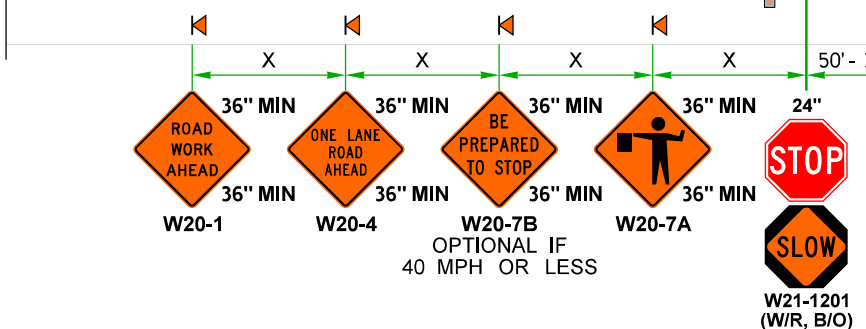 X X X X 50' -
36" MIN 36" MIN 36" MIN 36" MIN 24"
ROAD
WORK
AHEAD
36" MIN
W20-1
ONE LANE
ROAD
AHEAD
36" MIN
W20-4
BE
PREPARED
TO STOP
36" MIN
W20-7B
OPTIONAL IF
40 MPH OR LESS
36" MIN
W20-7A
STOP
SLOW
W21-1201
(W/R, B/O)